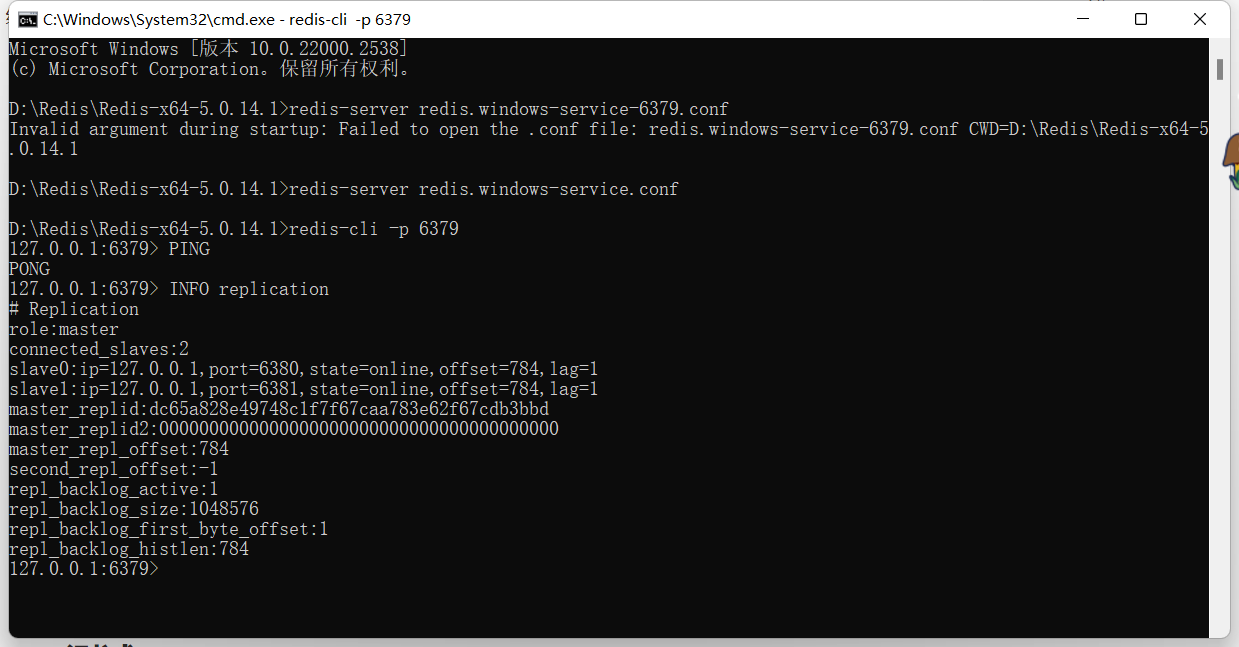 C:\Windows\System32\cmd.exe - redis-cli  -p 6379
Microsoft Windows [版本 10.0.22000.2538]
(c) Microsoft Corporation。保留所有权利。
D:\Redis\Redis-x64-5.0.14.1>redis-server redis.windows-service-6379.conf
Invalid argument during startup: Failed to open the .conf file: redis.windows-service-6379.conf CWD=D:\Redis\Redis-x64-5
.0.14.1
D:\Redis\Redis-x64-5.0.14.1>redis-server redis.windows-service.conf
D:\Redis\Redis-x64-5.0.14.1>redis-cli -p 6379
127.0.0.1:6379> PING
PONG
127.0.0.1:6379> INFO replication
# Replication
role:master
connected_slaves:2
slave0:ip=127.0.0.1,port=6380,state=online,offset=784,lag=1
slave1:ip=127.0.0.1,port=6381,state=online,offset=784,lag=1
master_replid:dc65a828e49748c1f7f67caa783e62f67cdb3bbd
master_replid2:0000000000000000000000000000000000000000
master_repl_offset:784
second_repl_offset:-1
repl_backlog_active:1
repl_backlog_size:1048576
repl_backlog_first_byte_offset:1
repl_backlog_histlen:784
127.0.0.1:6379>